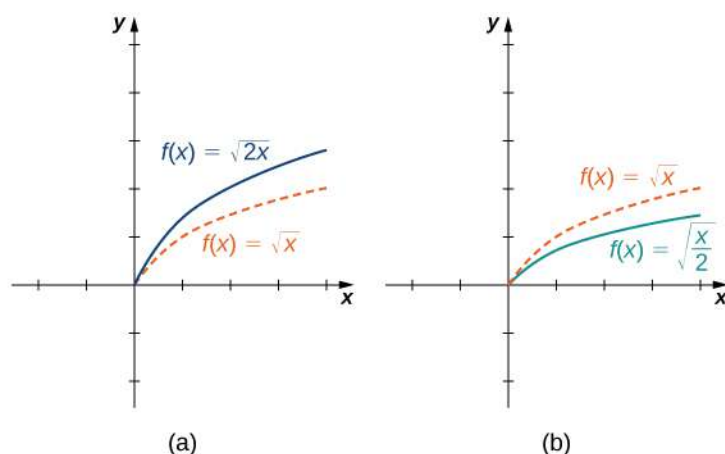 y
f(x) = √2x
f(x) = √x
x
(a)
y
f(x) = √x
f(x) = √x/2
x
(b)